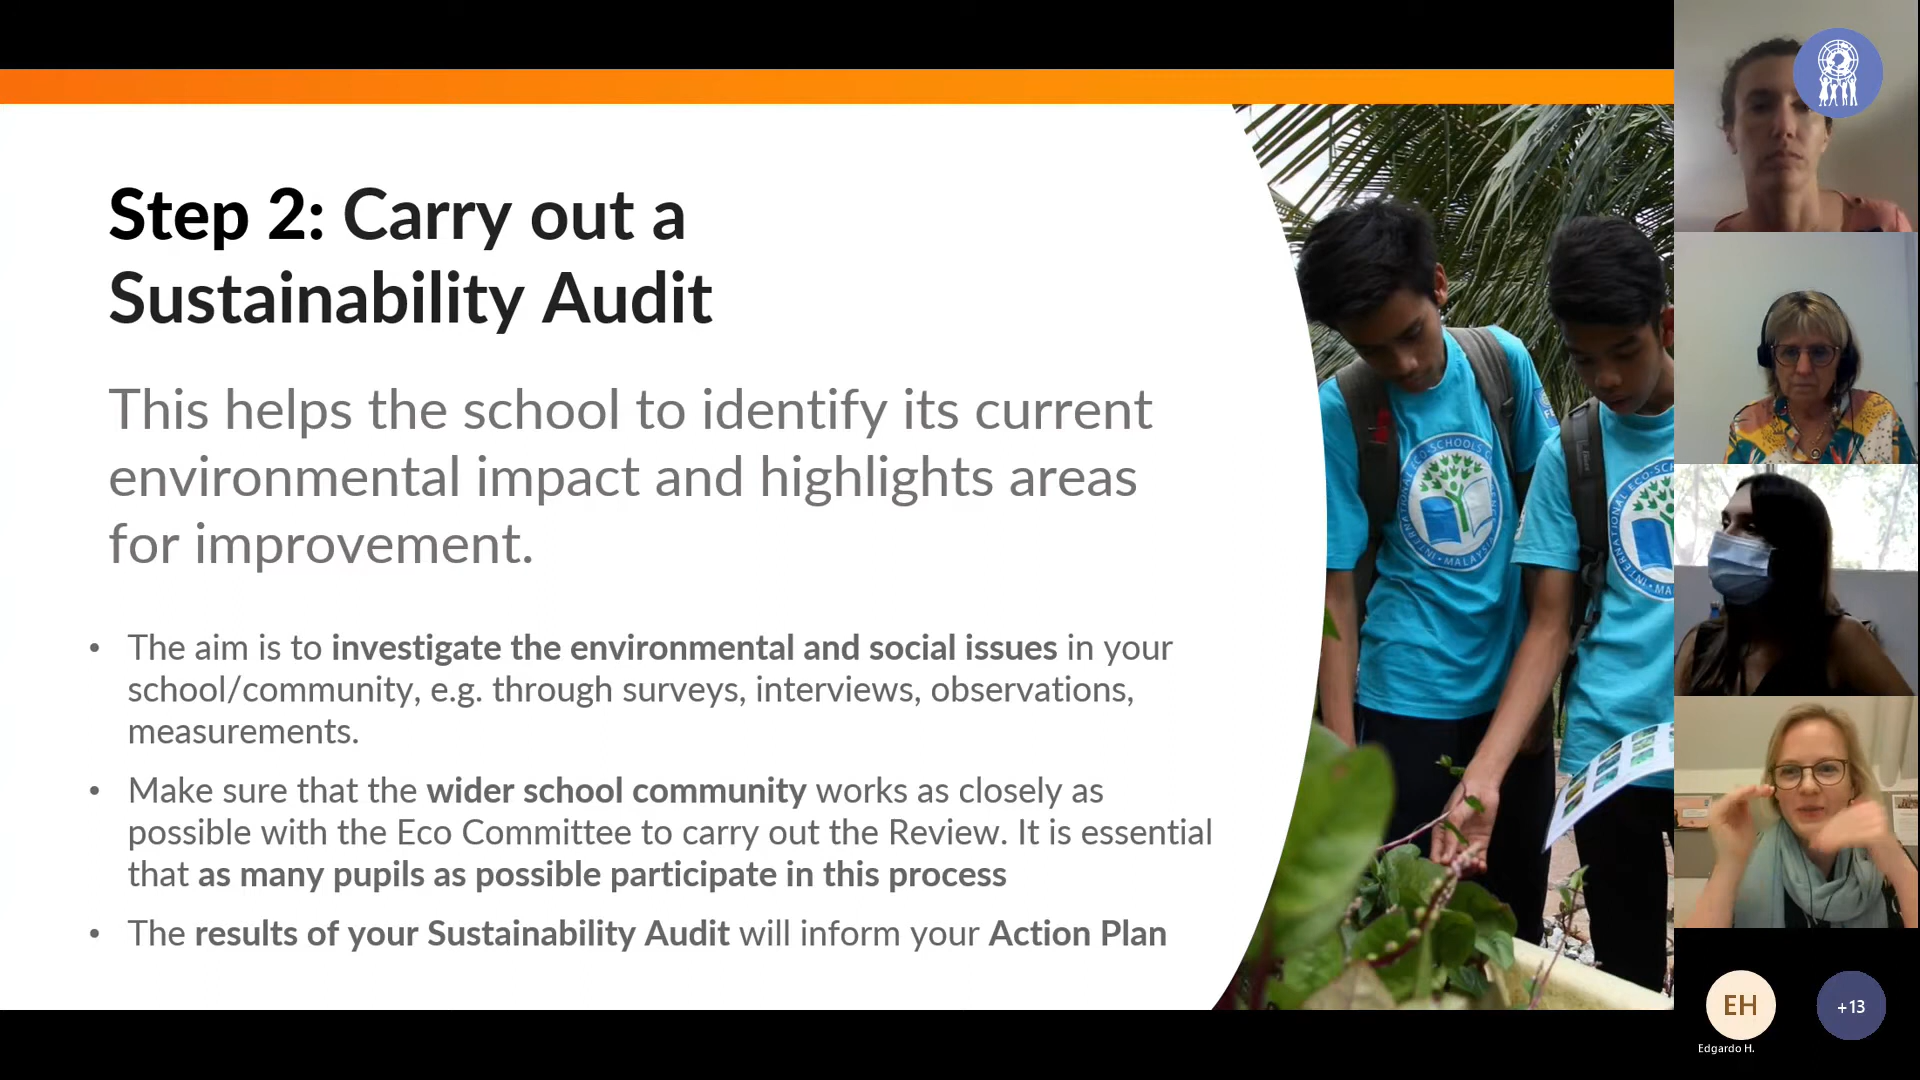 Step 2: Carry out a
Sustainability Audit
This helps the school to identify its current
environmental impact and highlights areas
for improvement.
• The aim is to investigate the environmental and social issues in your
school/community, e.g. through surveys, interviews, observations,
measurements.
• Make sure that the wider school community works as closely as
possible with the Eco Committee to carry out the Review. It is essential
that as many pupils as possible participate in this process
• The results of your Sustainability Audit will inform your Action Plan
INTERNATIONAL ECO-SCHOOLS
MALAYSIA
EH
+13
Edgardo H.